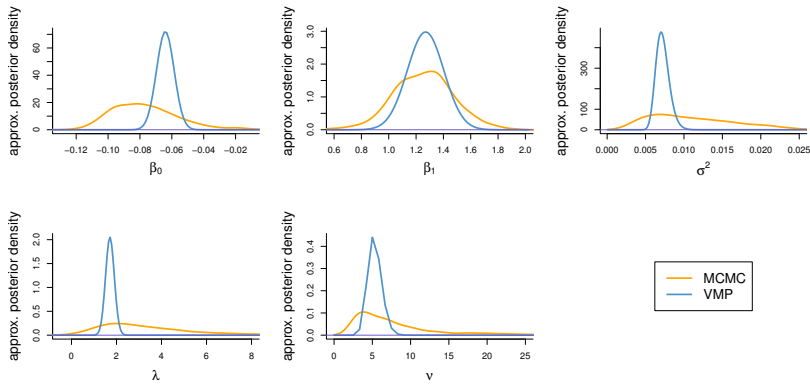 approx. posterior density
0 20 40 60
−0.12 −0.10 −0.08 −0.06 −0.04 −0.02
β₀
approx. posterior density
0.0 1.0 2.0 3.0
0.6 0.8 1.0 1.2 1.4 1.6 1.8 2.0
β₁
approx. posterior density
0 100 300
0.000 0.005 0.010 0.015 0.020 0.025
σ²
approx. posterior density
0.0 0.5 1.0 1.5 2.0
0 2 4 6 8
λ
approx. posterior density
0.0 0.1 0.2 0.3 0.4
0 5 10 15 20 25
ν
MCMC
VMP